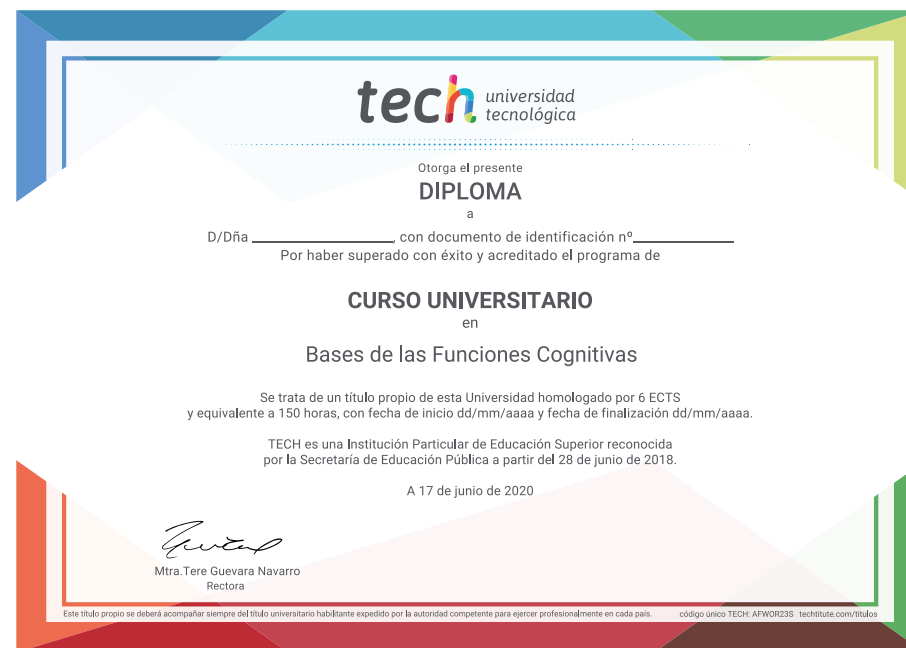 tech universidad
tecnológica
Otorga el presente
DIPLOMA
a
D/Dña ____________________, con documento de identificación nº______________
Por haber superado con éxito y acreditado el programa de
CURSO UNIVERSITARIO
en
Bases de las Funciones Cognitivas
Se trata de un título propio de esta Universidad homologado por 6 ECTS
y equivalente a 150 horas, con fecha de inicio dd/mm/aaaa y fecha de finalización dd/mm/aaaa.
TECH es una Institución Particular de Educación Superior reconocida
por la Secretaría de Educación Pública a partir del 28 de junio de 2018.
A 17 de junio de 2020
Mtra.Tere Guevara Navarro
Rectora
Este título propio se deberá acompañar siempre del título universitario habilitante expedido por la autoridad competente para ejercer profesionalmente en cada país. código único TECH: AFWOR23S techtitute.com/títulos